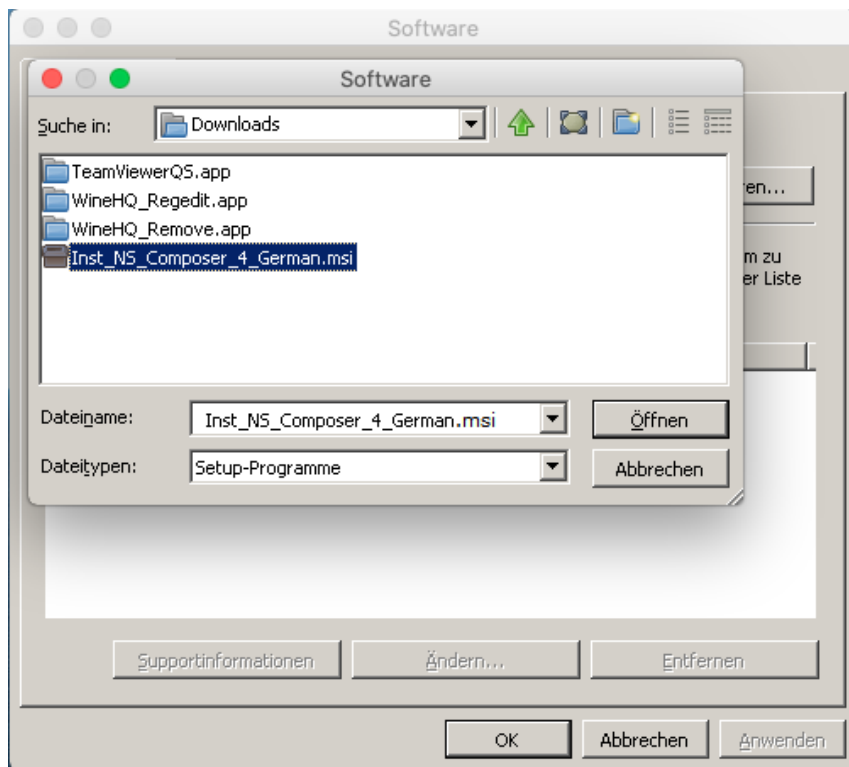 Software
Software
Suche in:
Downloads
TeamViewerQS.app
WineHQ_Regedit.app
WineHQ_Remove.app
Inst_NS_Composer_4_German.msi
ren...
m zu
er Liste
Dateiname:
Inst_NS_Composer_4_German.msi
Öffnen
Dateitypen:
Setup-Programme
Abbrechen
Supportinformationen
Ändern...
Entfernen
OK
Abbrechen
Anwenden